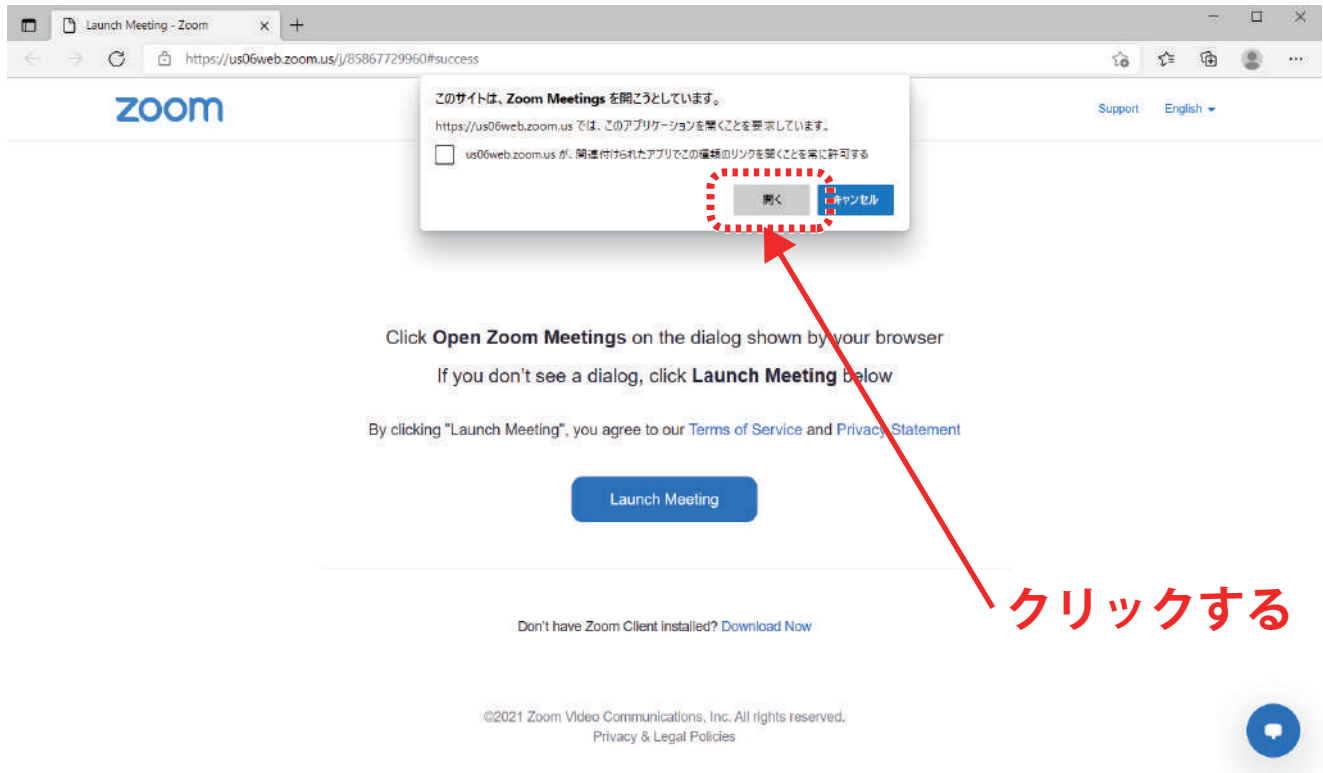 Launch Meeting - Zoom
https://us06web.zoom.us/j/85867729960#success
zoom
Support English
このサイトは、Zoom Meetings を開こうとしています。
https://us06web.zoom.us では、このアプリケーションを開くことを要求しています。
us06web.zoom.us が、関連付けられたアプリでこの種類のリンクを開くことを常に許可する
開く キャンセル
Click Open Zoom Meetings on the dialog shown by your browser
If you don't see a dialog, click Launch Meeting below
By clicking "Launch Meeting", you agree to our Terms of Service and Privacy Statement
Launch Meeting
クリックする
Don't have Zoom Client installed? Download Now
©2021 Zoom Video Communications, Inc. All rights reserved.
Privacy & Legal Policies